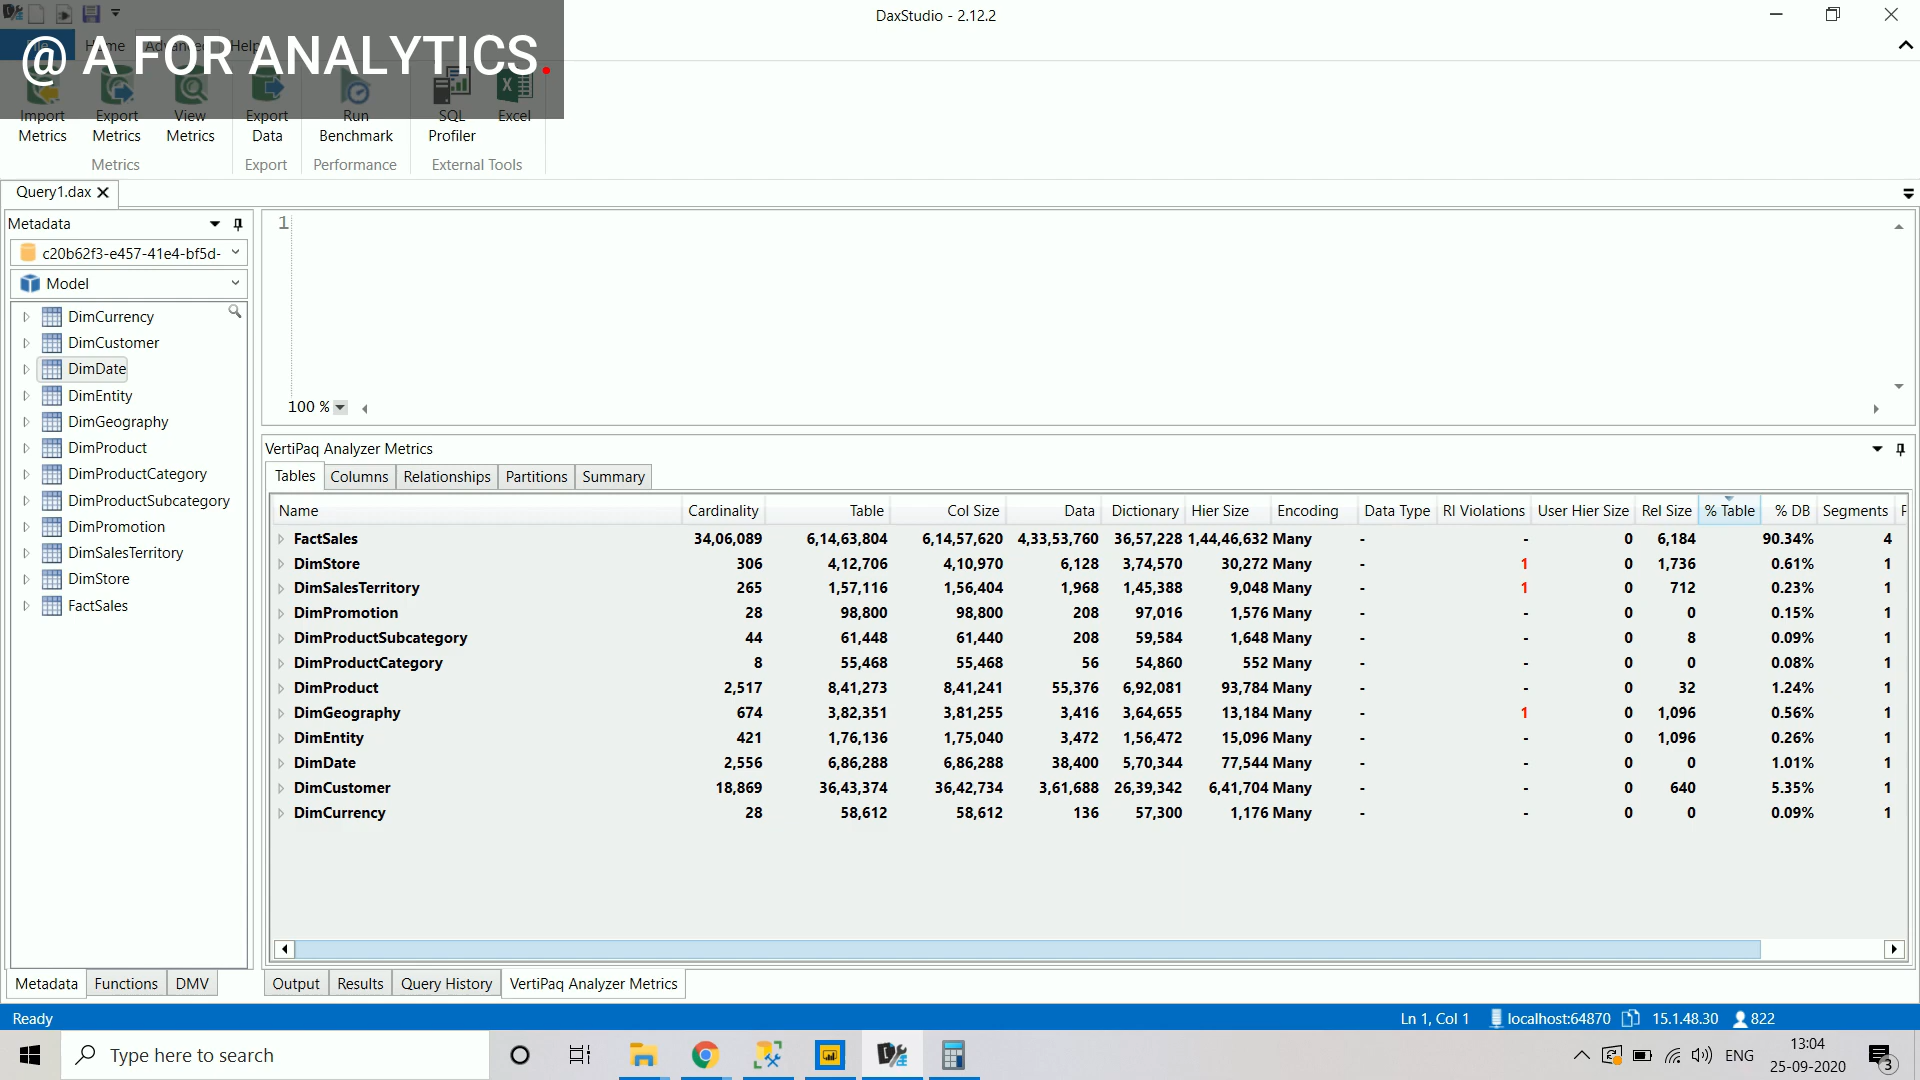 DaxStudio - 2.12.2
@ A FOR ANALYTICS.
File Home Advanced Help
Import Metrics
Export Metrics
View Metrics
Export Data
Run Benchmark
SQL Profiler
Excel
Metrics Export Performance External Tools
Query1.dax
Metadata
c20b62f3-e457-41e4-bf5d-
Model
DimCurrency
DimCustomer
DimDate
DimEntity
DimGeography
DimProduct
DimProductCategory
DimProductSubcategory
DimPromotion
DimSalesTerritory
DimStore
FactSales
Metadata Functions DMV
1
100 %
VertiPaq Analyzer Metrics
Tables Columns Relationships Partitions Summary
Name Cardinality Table Col Size Data Dictionary Hier Size Encoding Data Type RI Violations User Hier Size Rel Size % Table % DB Segments
FactSales 34,06,089 6,14,63,804 6,14,57,620 4,33,53,760 36,57,228 1,44,46,632 Many - - 0 6,184 90.34% 4
DimStore 306 4,12,706 4,10,970 6,128 3,74,570 30,272 Many - 1 0 1,736 0.61% 1
DimSalesTerritory 265 1,57,116 1,56,404 1,968 1,45,388 9,048 Many - 1 0 712 0.23% 1
DimPromotion 28 98,800 98,800 208 97,016 1,576 Many - - 0 0 0.15% 1
DimProductSubcategory 44 61,448 61,440 208 59,584 1,648 Many - - 0 8 0.09% 1
DimProductCategory 8 55,468 55,468 56 54,860 552 Many - - 0 0 0.08% 1
DimProduct 2,517 8,41,273 8,41,241 55,376 6,92,081 93,784 Many - - 0 32 1.24% 1
DimGeography 674 3,82,351 3,81,255 3,416 3,64,655 13,184 Many - 1 0 1,096 0.56% 1
DimEntity 421 1,76,136 1,75,040 3,472 1,56,472 15,096 Many - - 0 1,096 0.26% 1
DimDate 2,556 6,86,288 6,86,288 38,400 5,70,344 77,544 Many - - 0 0 1.01% 1
DimCustomer 18,869 36,43,374 36,42,734 3,61,688 26,39,342 6,41,704 Many - - 0 640 5.35% 1
DimCurrency 28 58,612 58,612 136 57,300 1,176 Many - - 0 0 0.09% 1
Output Results Query History VertiPaq Analyzer Metrics
Ready Ln 1, Col 1 localhost:64870 15.1.48.30 822
Type here to search ENG 13:04
25-09-2020 3